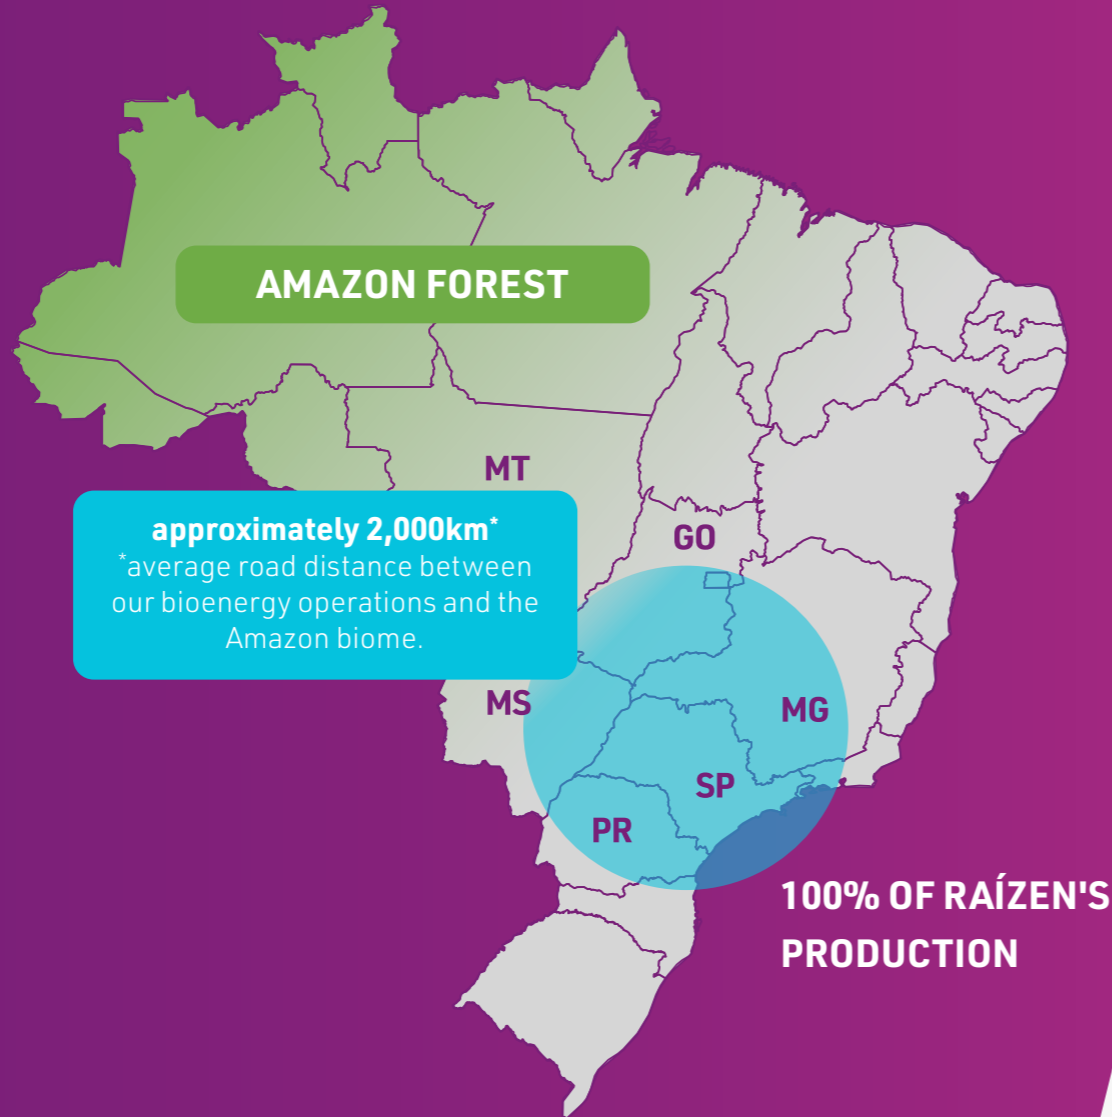 AMAZON FOREST
MT
approximately 2,000km*
*average road distance between
our bioenergy operations and the
Amazon biome.
GO
MS
MG
SP
PR
100% OF RAÍZEN'S
PRODUCTION